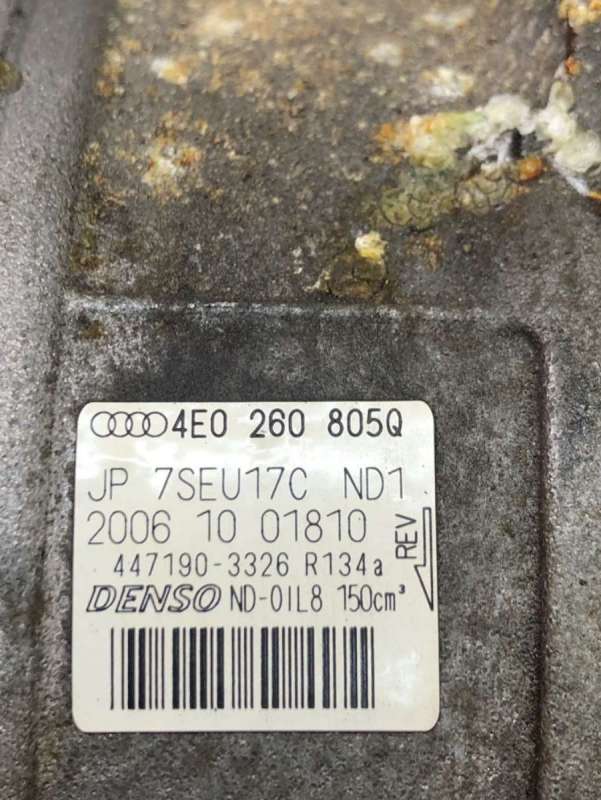 4E0 260 805Q
JP 7SEU17C ND1
2006 10 01810
REV
447190-3326 R134a
DENSO ND-OIL8 150cm³